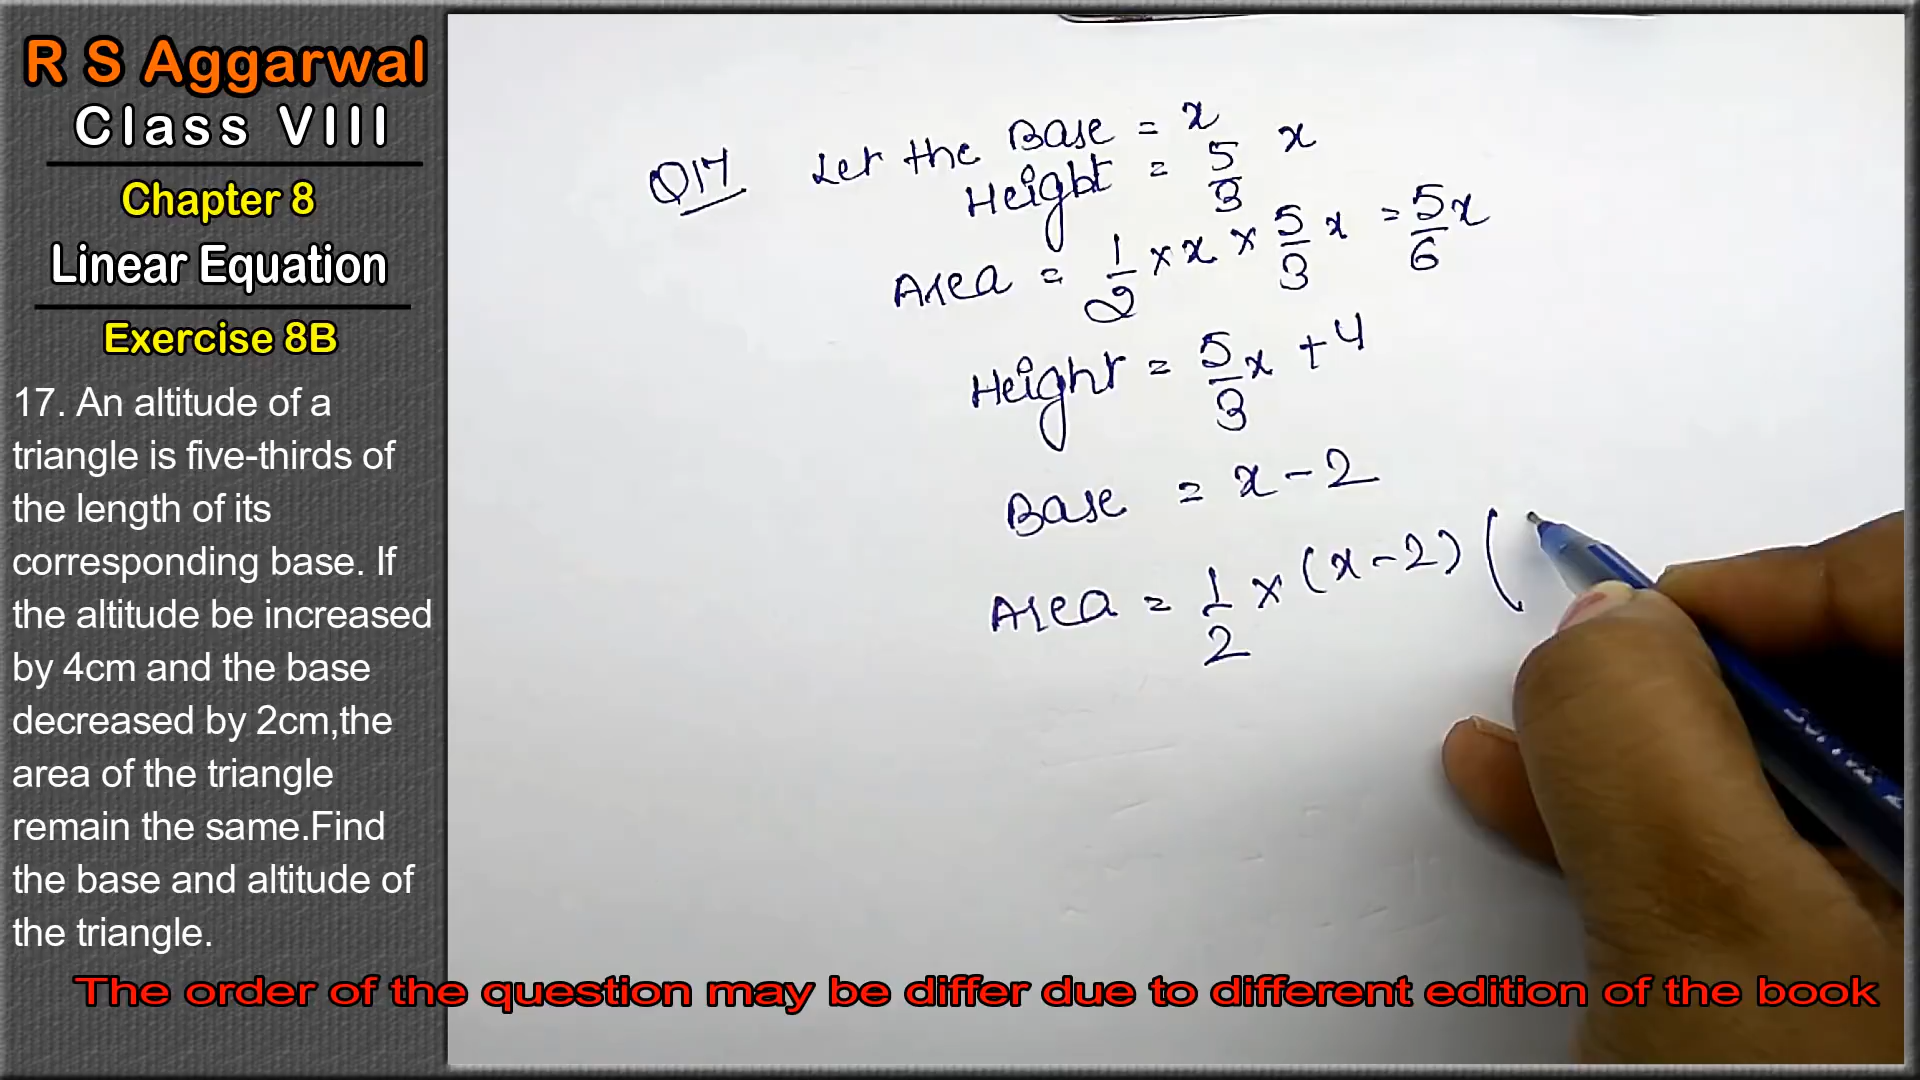 R S Aggarwal
Class VIII
Chapter 8
Linear Equation
Exercise 8B
17. An altitude of a
triangle is five-thirds of
the length of its
corresponding base. If
the altitude be increased
by 4cm and the base
decreased by 2cm,the
area of the triangle
remain the same.Find
the base and altitude of
the triangle.
Q17 Let the Base = x
Height = 5/3 x
Area = 1/2 × x × 5/3 x = 5x/6
Height = 5/3 x + 4
Base = x - 2
Area = 1/2 × (x - 2) (
The order of the question may be differ due to different edition of the book